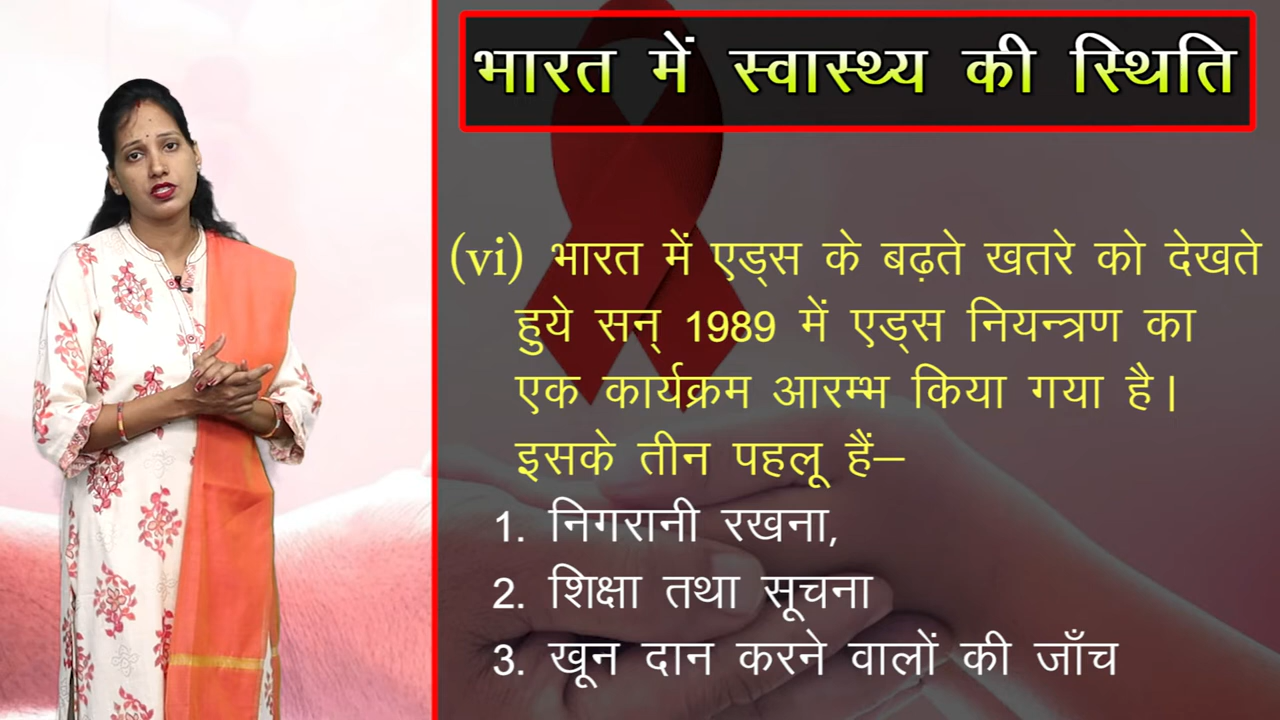 भारत में स्वास्थ्य की स्थिति
(vi) भारत में एड्स के बढ़ते खतरे को देखते
हुये सन् 1989 में एड्स नियन्त्रण का
एक कार्यक्रम आरम्भ किया गया है।
इसके तीन पहलू हैं–
1. निगरानी रखना,
2. शिक्षा तथा सूचना
3. खून दान करने वालों की जाँच